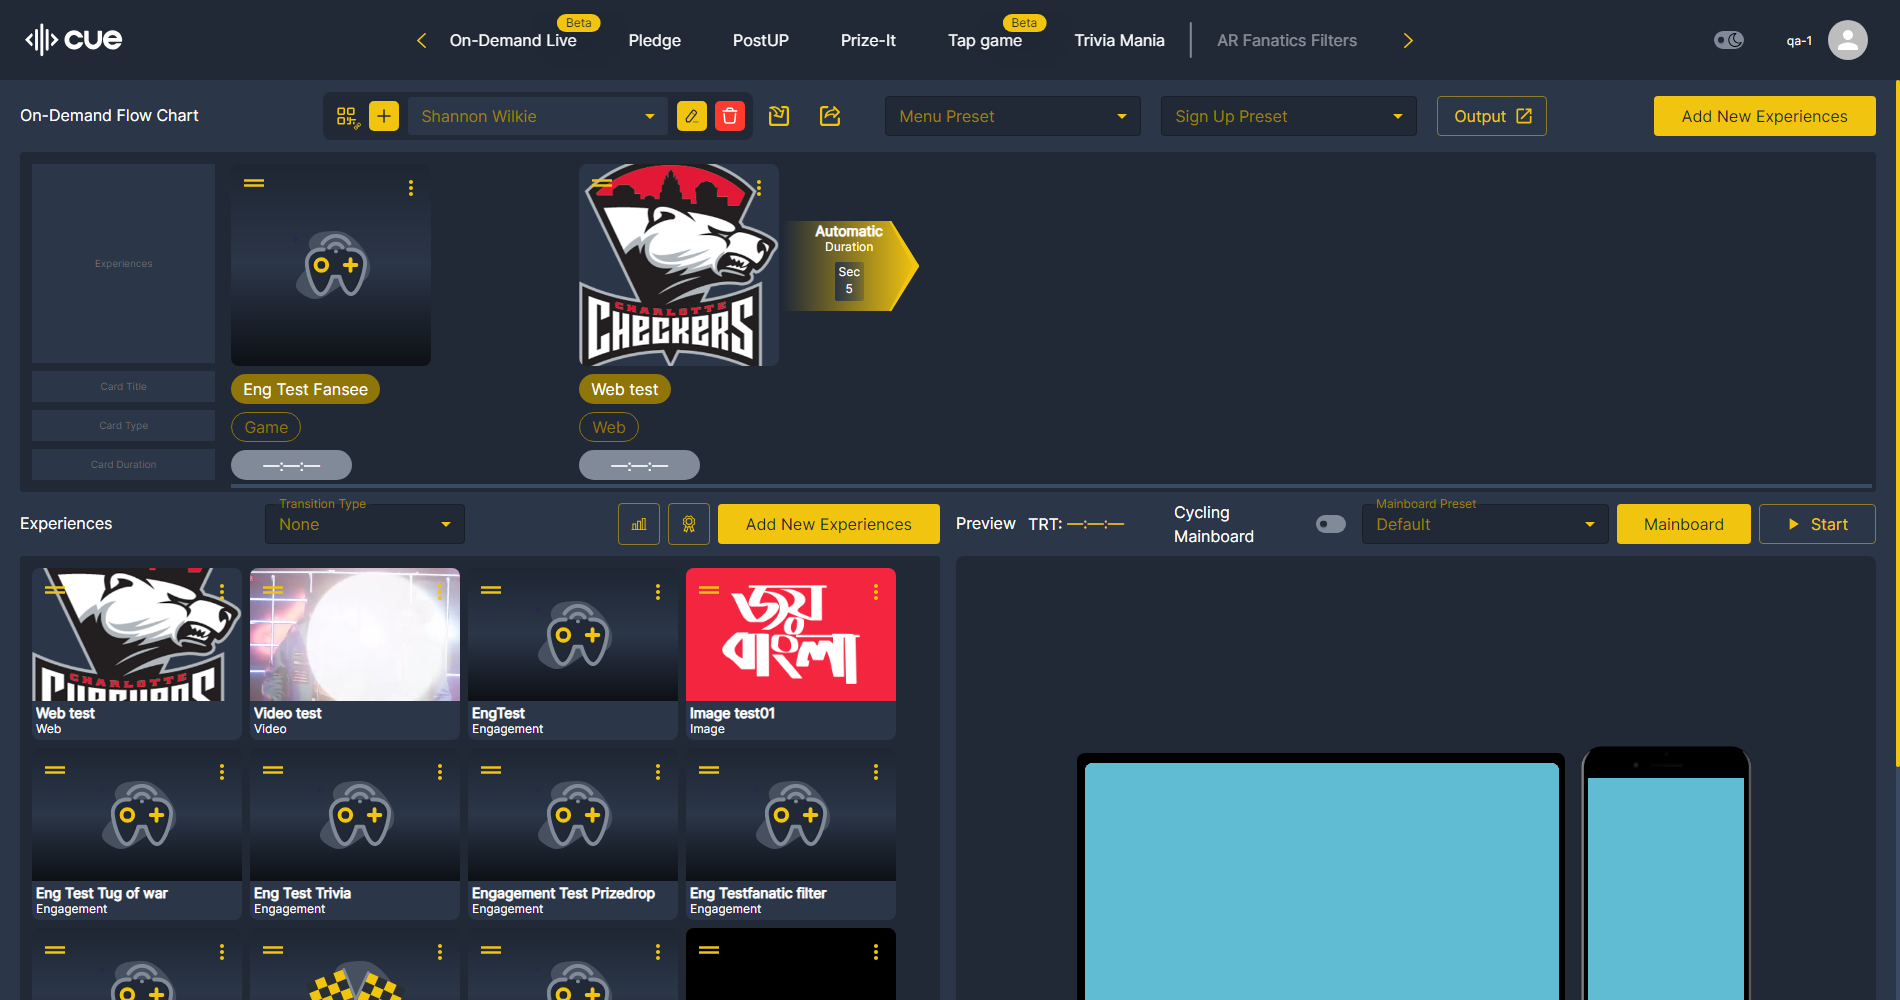 cue
On-Demand Live
Beta
Pledge
PostUP
Prize-It
Tap game
Beta
Trivia Mania
AR Fanatics Filters
qa-1
On-Demand Flow Chart
Shannon Wilkie
Menu Preset
Sign Up Preset
Output
Add New Experiences
Experiences
Card Title
Card Type
Card Duration
Eng Test Fansee
Game
—:—:—
CHARLOTTE
CHECKERS
Web test
Web
—:—:—
Automatic
Duration
Sec
5
Experiences
Transition Type
None
Add New Experiences
Preview
TRT: —:—:—
Cycling
Mainboard
Mainboard Preset
Default
Mainboard
Start
CHARLOTTE
CHECKERS
Web test
Web
Video test
Video
EngTest
Engagement
জয়
বাংলা
Image test01
Image
Eng Test Tug of war
Engagement
Eng Test Trivia
Engagement
Engagement Test Prizedrop
Engagement
Eng Testfanatic filter
Engagement